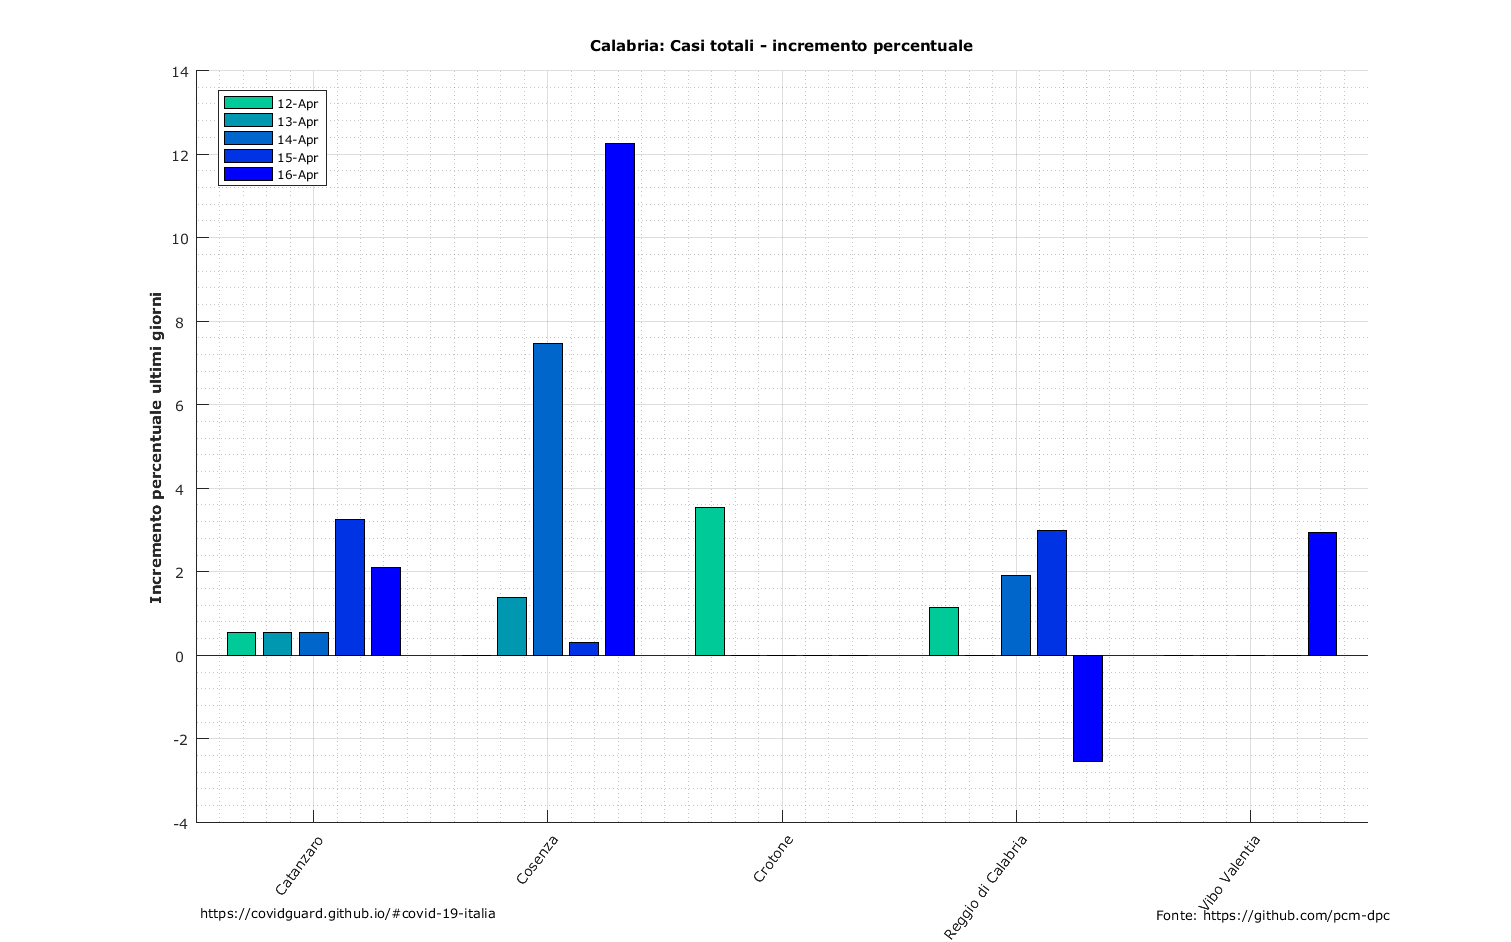 Calabria: Casi totali - incremento percentuale
14
12
10
8
6
4
2
0
-2
-4
Incremento percentuale ultimi giorni
12-Apr
13-Apr
14-Apr
15-Apr
16-Apr
Catanzaro
Cosenza
Crotone
Reggio di Calabria
Vibo Valentia
https://covidguard.github.io/#covid-19-italia
Fonte: https://github.com/pcm-dpc